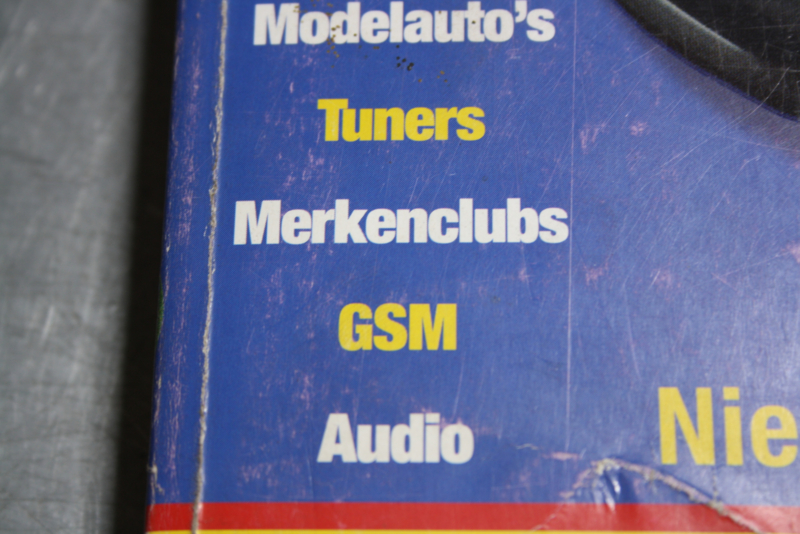 Modelauto's
Tuners
Merkenclubs
GSM
Audio
Nie